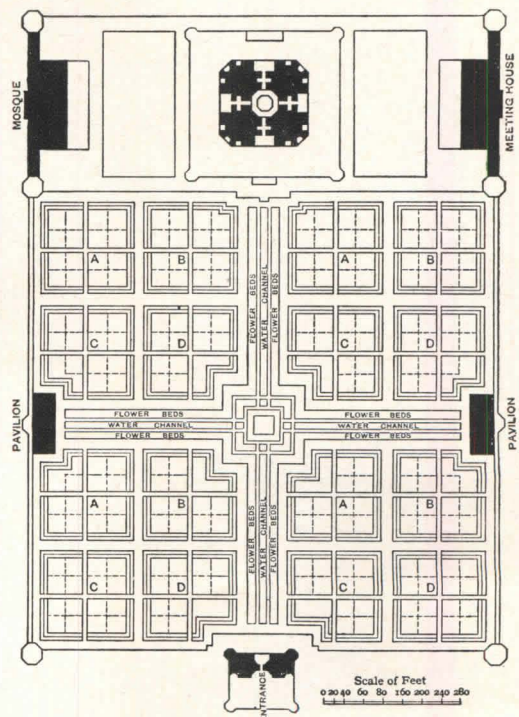 MOSQUE
MEETING HOUSE
A
B
A
B
FLOWER BEDS
WATER CHANNEL
FLOWER BEDS
C
D
C
D
PAVILION
FLOWER BEDS
WATER CHANNEL
FLOWER BEDS
FLOWER BEDS
WATER CHANNEL
FLOWER BEDS
PAVILION
A
B
A
B
FLOWER BEDS
WATER CHANNEL
FLOWER BEDS
C
D
C
D
ENTRANCE
Scale of Feet
0 20 40 60 80 160 200 240 280